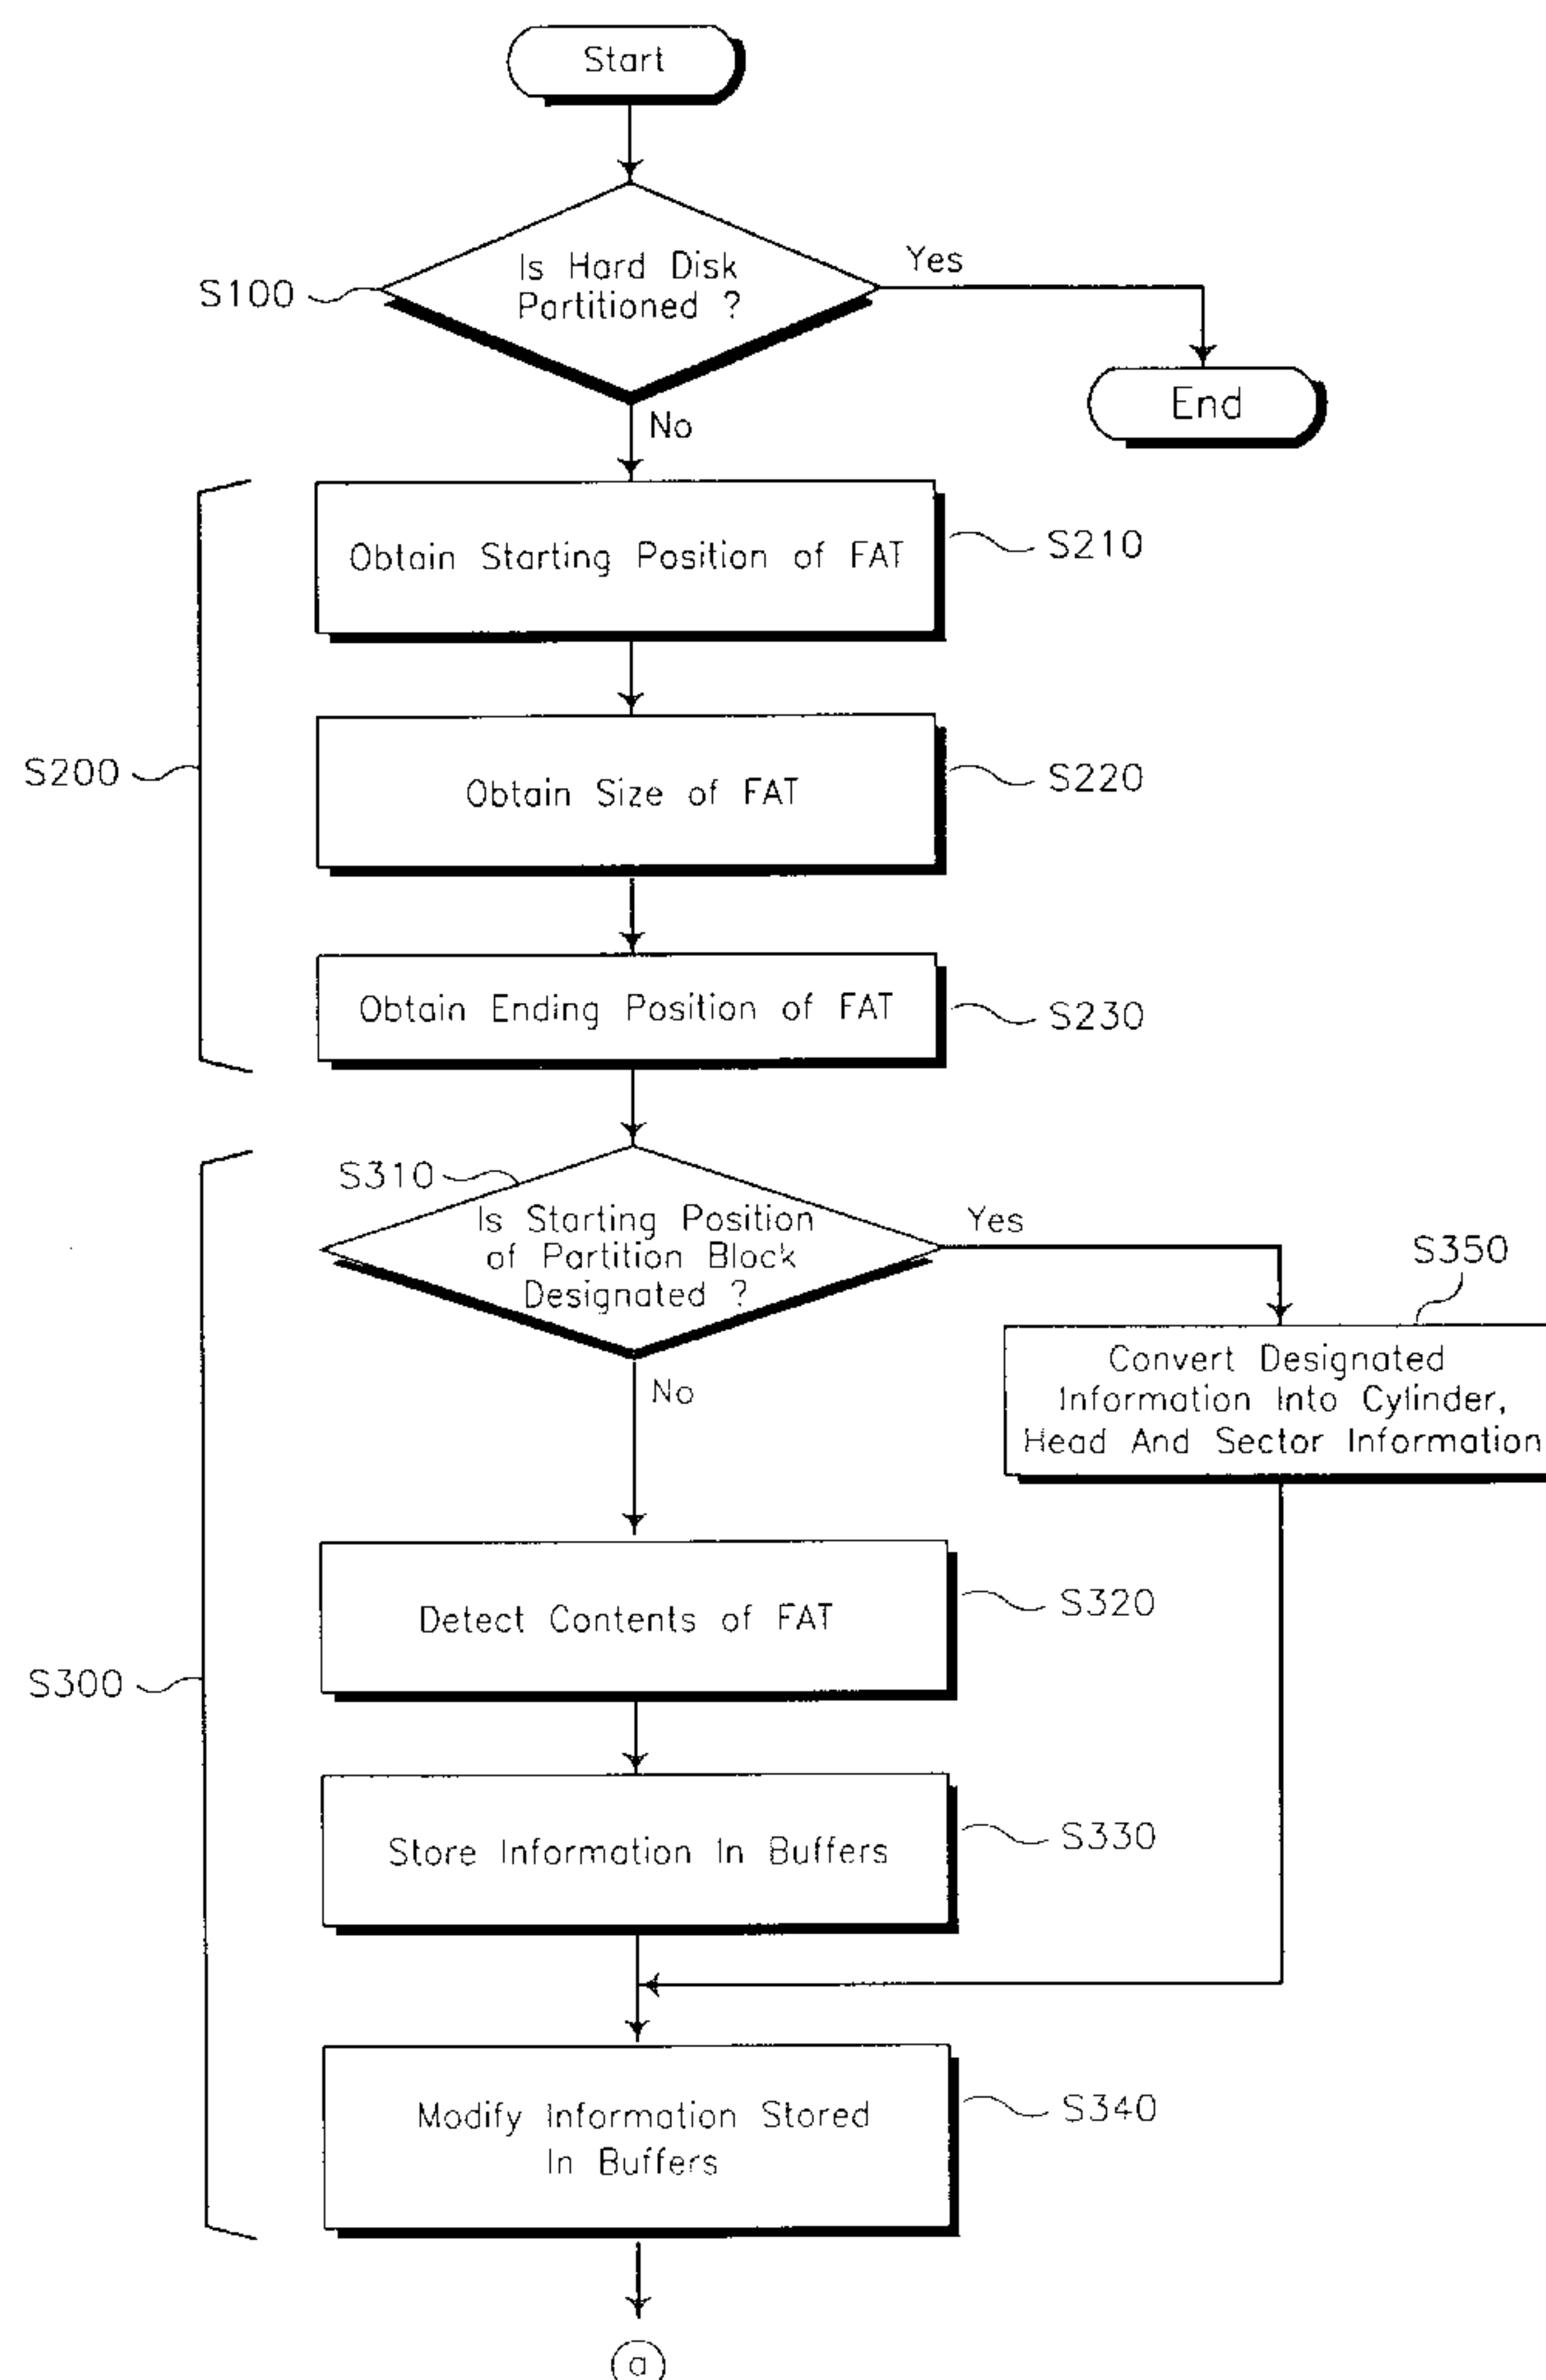 Start
S100
Is Hard Disk
Partitioned ?
Yes
End
No
S200
Obtain Starting Position of FAT
S210
Obtain Size of FAT
S220
Obtain Ending Position of FAT
S230
S300
S310
Is Starting Position
of Partition Block
Designated ?
Yes
No
S350
Convert Designated
Information Into Cylinder,
Head And Sector Information
Detect Contents of FAT
S320
Store Information In Buffers
S330
Modify Information Stored
In Buffers
S340
a